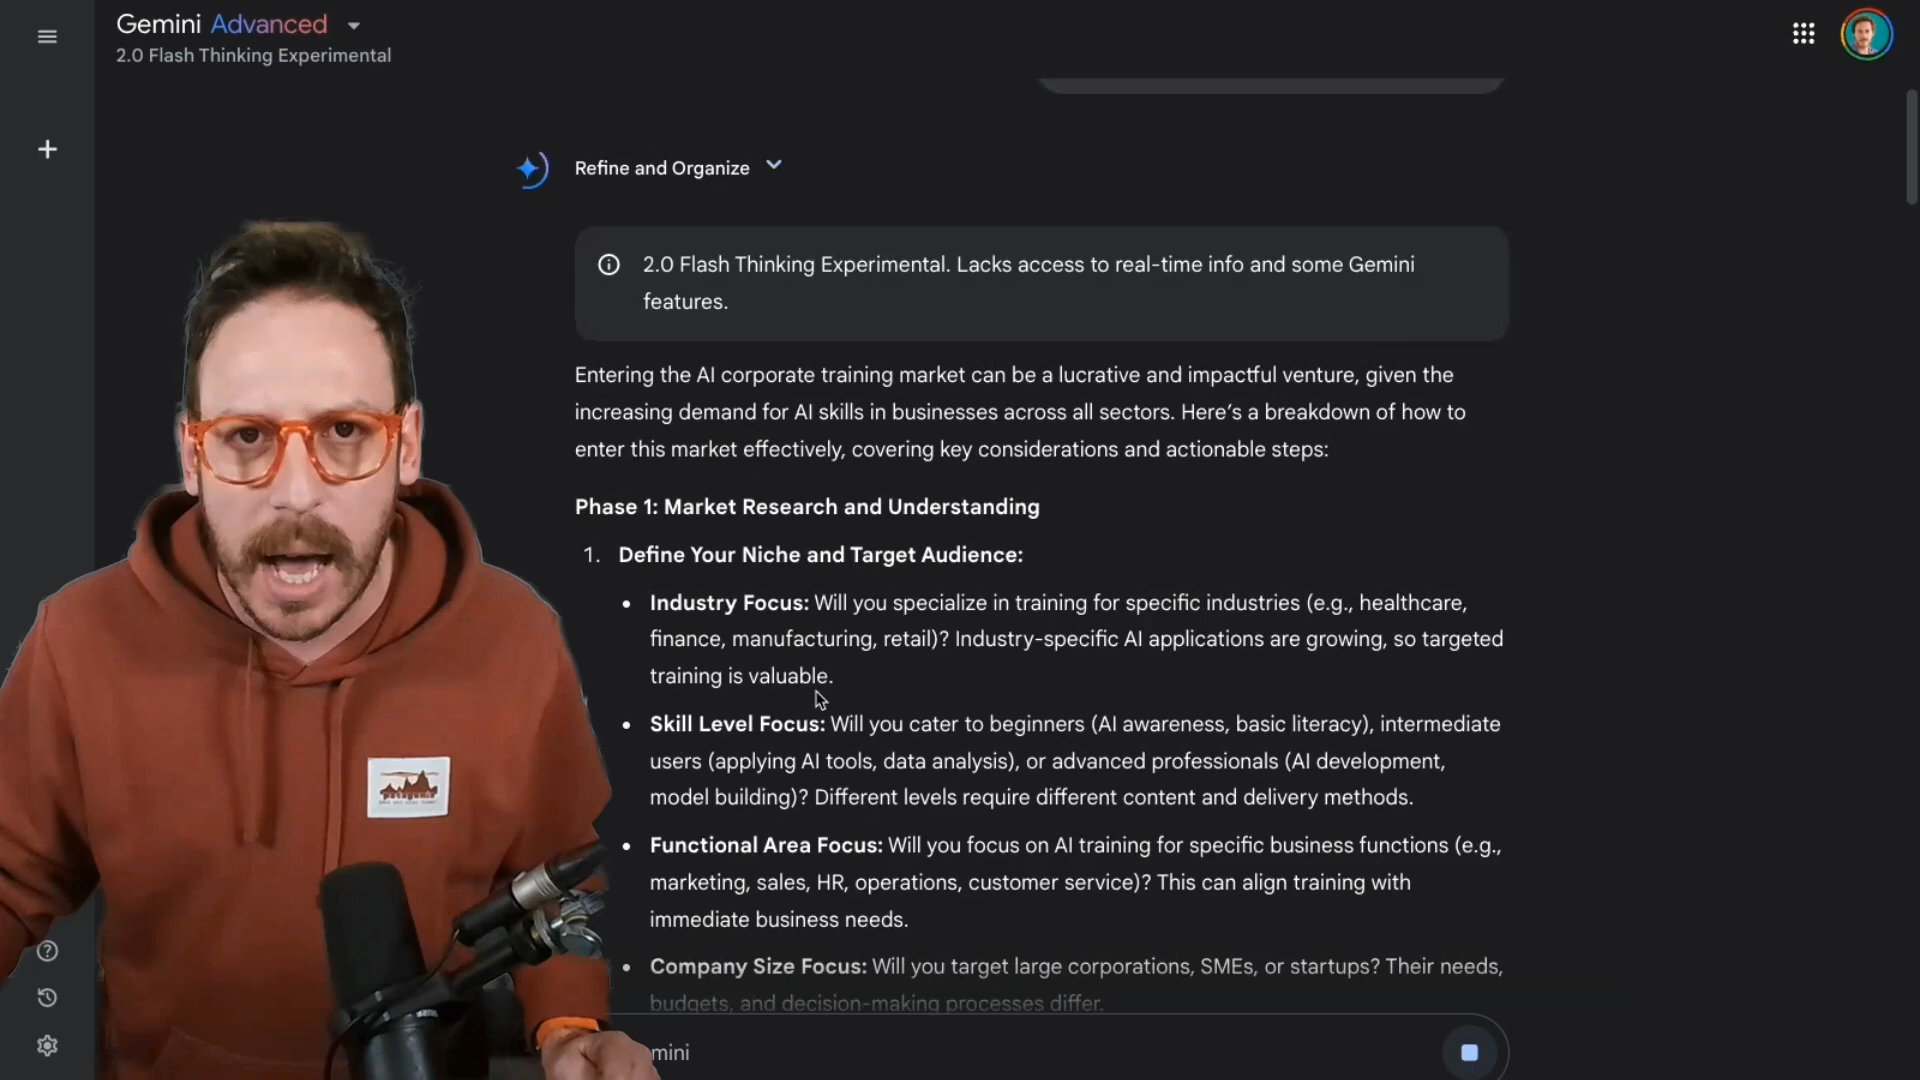 Gemini Advanced
2.0 Flash Thinking Experimental
Refine and Organize
2.0 Flash Thinking Experimental. Lacks access to real-time info and some Gemini
features.
Entering the AI corporate training market can be a lucrative and impactful venture, given the
increasing demand for AI skills in businesses across all sectors. Here's a breakdown of how to
enter this market effectively, covering key considerations and actionable steps:
Phase 1: Market Research and Understanding
1. Define Your Niche and Target Audience:
• Industry Focus: Will you specialize in training for specific industries (e.g., healthcare,
finance, manufacturing, retail)? Industry-specific AI applications are growing, so targeted
training is valuable.
• Skill Level Focus: Will you cater to beginners (AI awareness, basic literacy), intermediate
users (applying AI tools, data analysis), or advanced professionals (AI development,
model building)? Different levels require different content and delivery methods.
• Functional Area Focus: Will you focus on AI training for specific business functions (e.g.,
marketing, sales, HR, operations, customer service)? This can align training with
immediate business needs.
• Company Size Focus: Will you target large corporations, SMEs, or startups? Their needs,
budgets, and decision-making processes differ.
mini